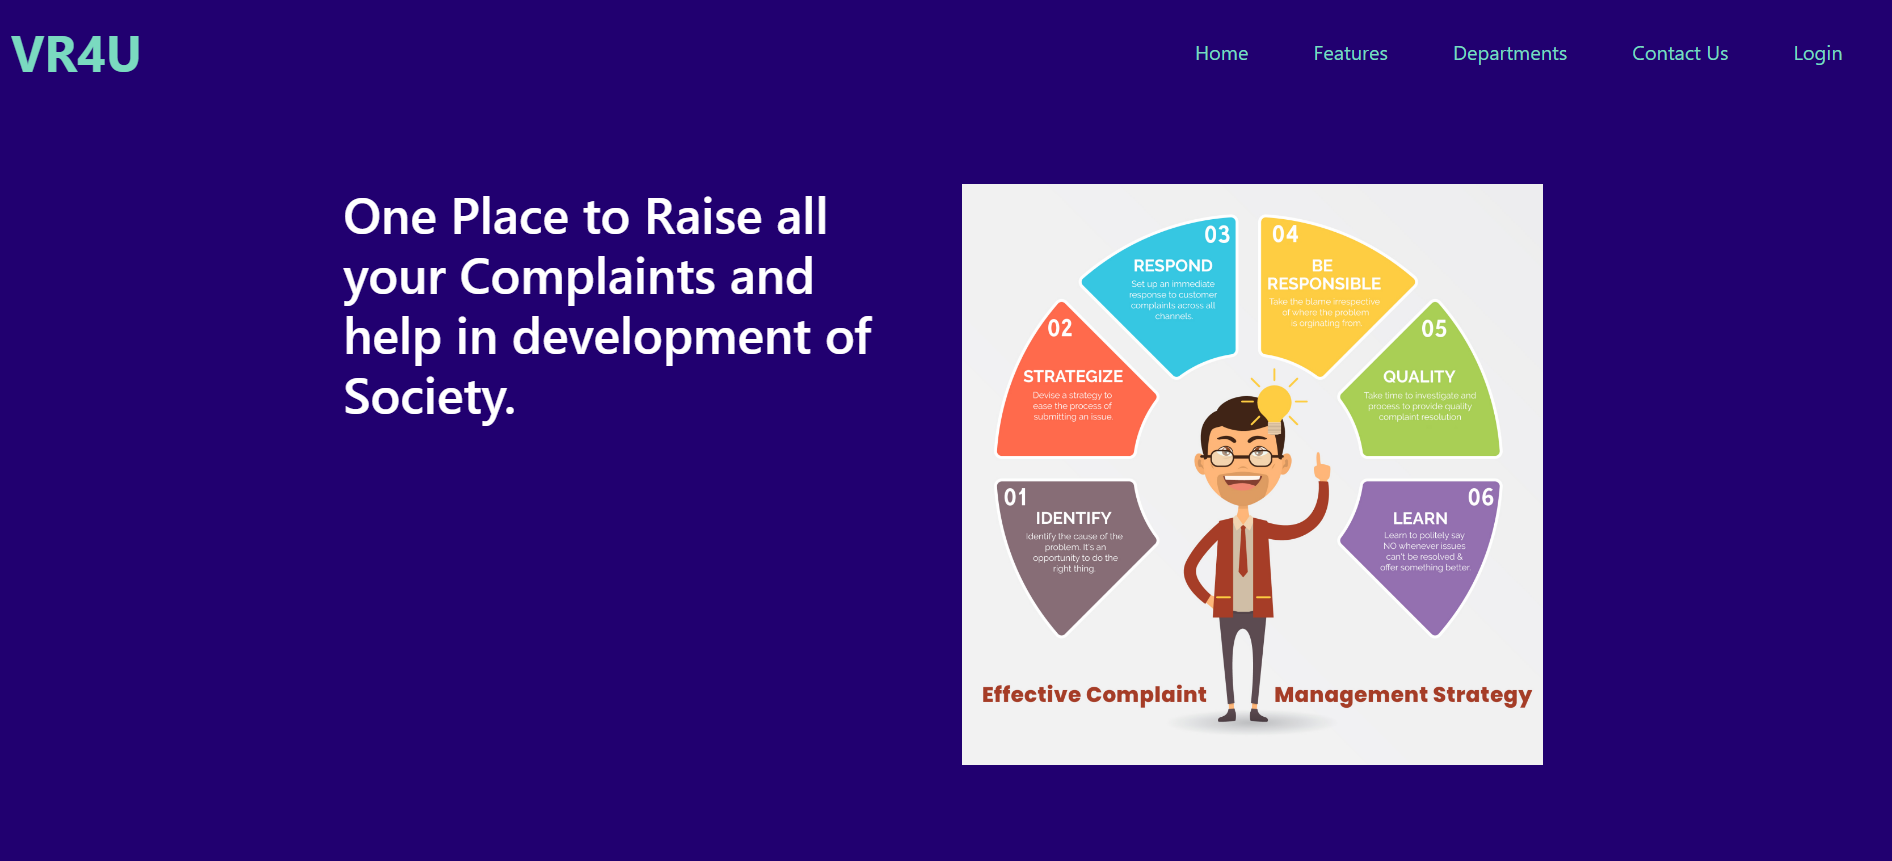 VR4U
Home
Features
Departments
Contact Us
Login
One Place to Raise all
your Complaints and
help in development of
Society.
01
IDENTIFY
Identify the cause of the
problem. It's an
opportunity to do the
right thing.
02
STRATEGIZE
Devise a strategy to
ease the process of
submitting an issue.
03
RESPOND
Set up an immediate
response to customer
complaints across all
channels.
04
BE
RESPONSIBLE
Take the blame irrespective
of where the problem
is orginating from.
05
QUALITY
Take time to investigate and
process to provide quality
complaint resolution
06
LEARN
Learn to politely say
NO whenever issues
can't be resolved &
offer something better.
Effective Complaint
Management Strategy